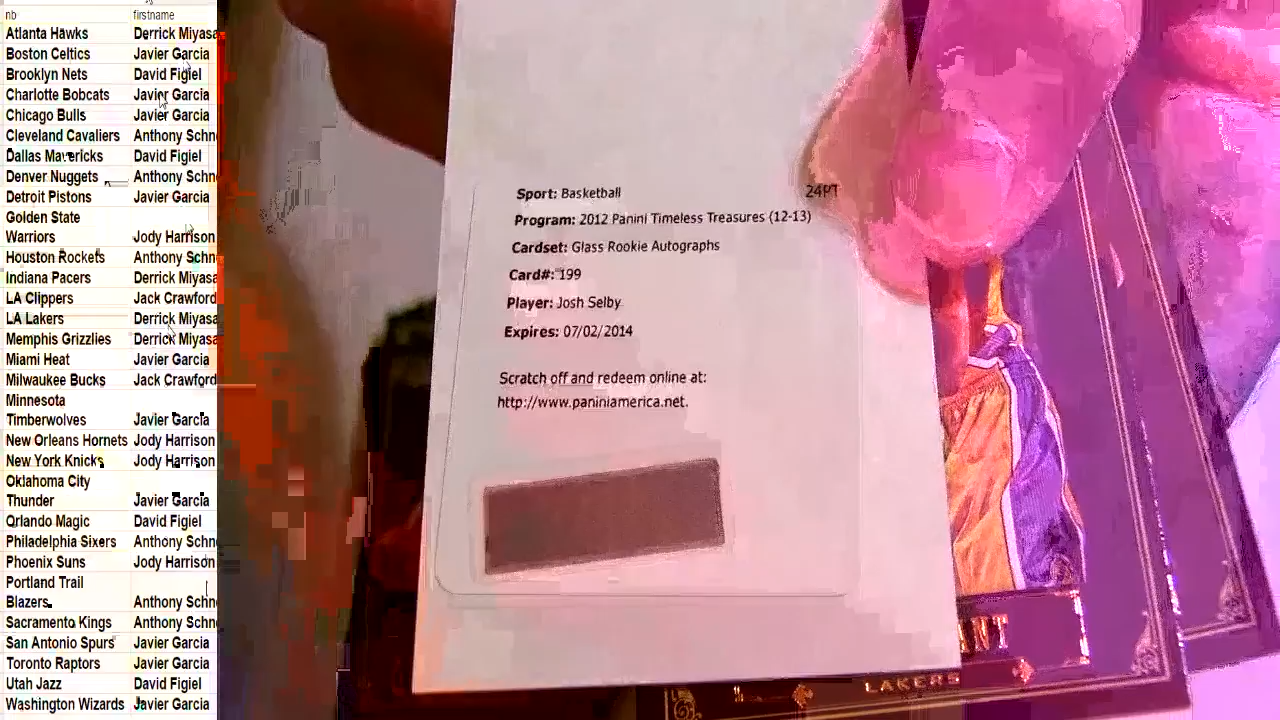 nb firstname
Atlanta Hawks Derrick Miyasa
Boston Celtics Javier Garcia
Brooklyn Nets David Figiel
Charlotte Bobcats Javier Garcia
Chicago Bulls Javier Garcia
Cleveland Cavaliers Anthony Schn
Dallas Mavericks David Figiel
Denver Nuggets Anthony Schn
Detroit Pistons Javier Garcia
Golden State
Warriors Jody Harrison
Houston Rockets Anthony Schn
Indiana Pacers Derrick Miyasa
LA Clippers Jack Crawford
LA Lakers Derrick Miyasa
Memphis Grizzlies Derrick Miyasa
Miami Heat Javier Garcia
Milwaukee Bucks Jack Crawford
Minnesota
Timberwolves Javier Garcia
New Orleans Hornets Jody Harrison
New York Knicks Jody Harrison
Oklahoma City
Thunder Javier Garcia
Orlando Magic David Figiel
Philadelphia Sixers Anthony Schn
Phoenix Suns Jody Harrison
Portland Trail
Blazers Anthony Schn
Sacramento Kings Anthony Schn
San Antonio Spurs Javier Garcia
Toronto Raptors Javier Garcia
Utah Jazz David Figiel
Washington Wizards Javier Garcia
Sport: Basketball 24PT
Program: 2012 Panini Timeless Treasures (12-13)
Cardset: Glass Rookie Autographs
Card#: 199
Player: Josh Selby
Expires: 07/02/2014
Scratch off and redeem online at:
http://www.paniniamerica.net.
LAKERS